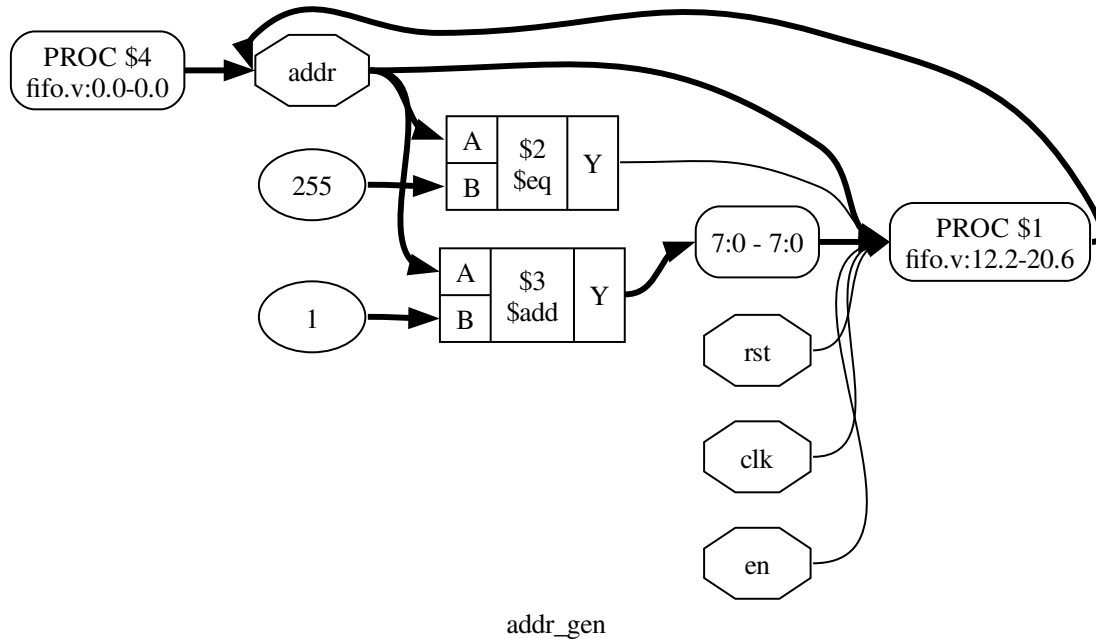 PROC $4
fifo.v:0.0-0.0
addr
255
A
B
$2
$eq
Y
1
A
B
$3
$add
Y
7:0 - 7:0
PROC $1
fifo.v:12.2-20.6
rst
clk
en
addr_gen